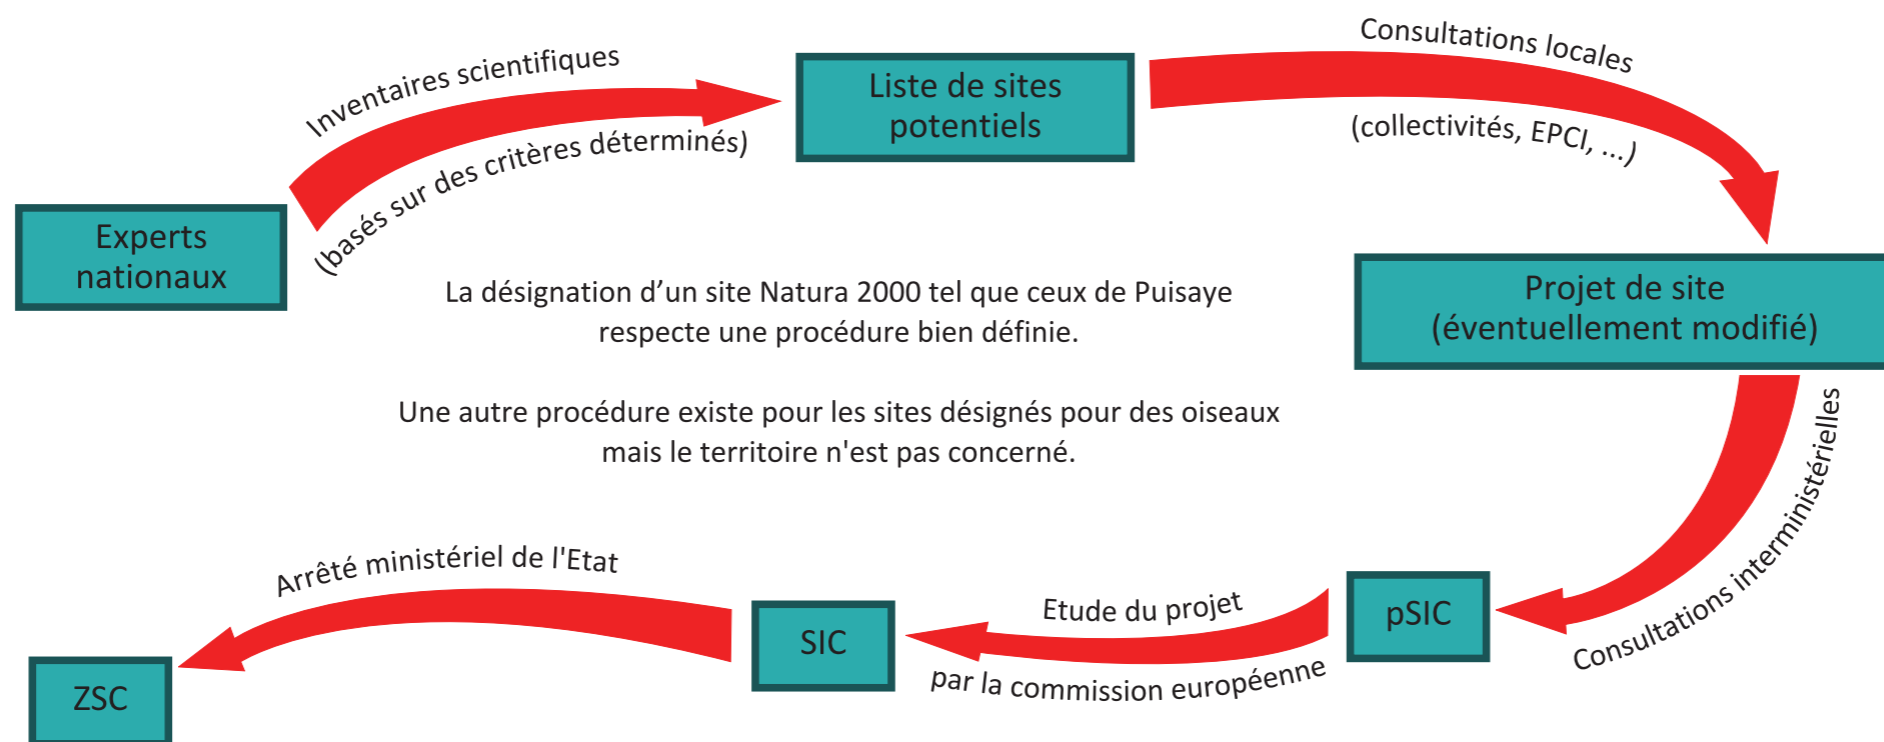 Inventaires scientifiques
(basés sur des critères déterminés)
Experts
nationaux
Liste de sites
potentiels
Consultations locales
(collectivités, EPCI, ...)
Projet de site
(éventuellement modifié)
La désignation d’un site Natura 2000 tel que ceux de Puisaye
respecte une procédure bien définie.
Une autre procédure existe pour les sites désignés pour des oiseaux
mais le territoire n'est pas concerné.
Consultations interministérielles
pSIC
Etude du projet
par la commission européenne
SIC
Arrêté ministériel de l'Etat
ZSC